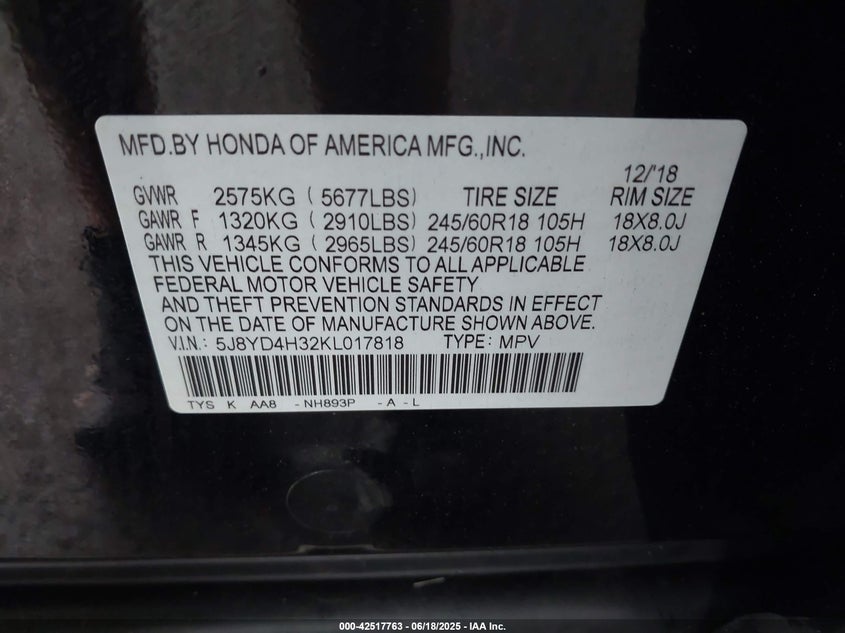 MFD.BY HONDA OF AMERICA MFG.,INC.
12/'18
GVWR 2575KG ( 5677LBS) TIRE SIZE RIM SIZE
GAWR F 1320KG ( 2910LBS) 245/60R18 105H 18X8.0J
GAWR R 1345KG ( 2965LBS) 245/60R18 105H 18X8.0J
THIS VEHICLE CONFORMS TO ALL APPLICABLE
FEDERAL MOTOR VEHICLE SAFETY
AND THEFT PREVENTION STANDARDS IN EFFECT
ON THE DATE OF MANUFACTURE SHOWN ABOVE.
V.I.N.: 5J8YD4H32KL017818 TYPE: MPV
TYS K AA8 -NH893P -A -L
000-42517763 - 06/18/2025 - IAA Inc.